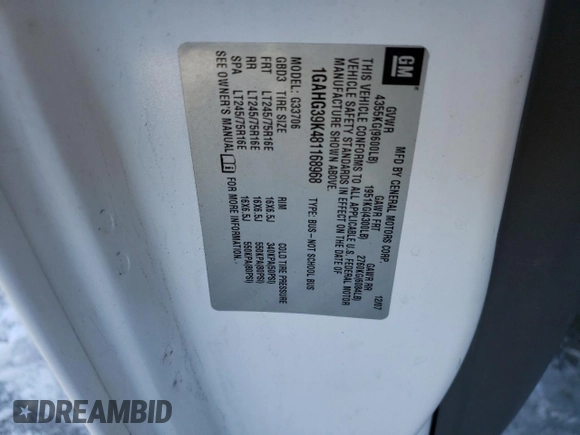 GM
MFD BY GENERAL MOTORS CORP. 12/07
GVWR GAWR FRT GAWR RR
4355KG(9600LB) 1951KG(4300LB) 2760KG(6084LB)
THIS VEHICLE CONFORMS TO ALL APPLICABLE U.S. FEDERAL MOTOR
VEHICLE SAFETY STANDARDS IN EFFECT ON THE DATE OF
MANUFACTURE SHOWN ABOVE.
1GAHG39K481168968 TYPE: BUS-NOT SCHOOL BUS
MODEL: G33706
GBD3 TIRE SIZE RIM COLD TIRE PRESSURE
FRT LT245/75R16E 16X6.5J 340KPA(50PSI)
RR LT245/75R16E 16X6.5J 550KPA(80PSI)
SPA LT245/75R16E 16X6.5J 550KPA(80PSI)
SEE OWNER'S MANUAL FOR MORE INFORMATION.
DREAMBID